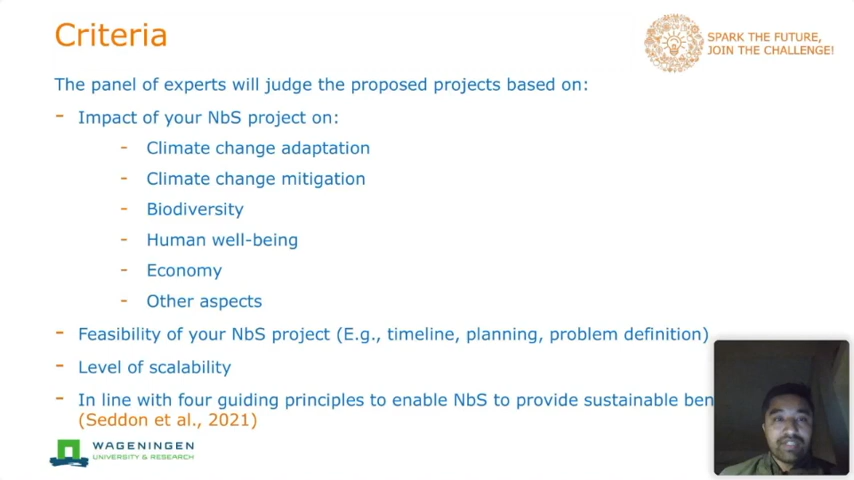 Criteria
SPARK THE FUTURE,
JOIN THE CHALLENGE!
The panel of experts will judge the proposed projects based on:
- Impact of your NbS project on:
- Climate change adaptation
- Climate change mitigation
- Biodiversity
- Human well-being
- Economy
- Other aspects
- Feasibility of your NbS project (E.g., timeline, planning, problem definition)
- Level of scalability
- In line with four guiding principles to enable NbS to provide sustainable ben
(Seddon et al., 2021)
WAGENINGEN
UNIVERSITY & RESEARCH